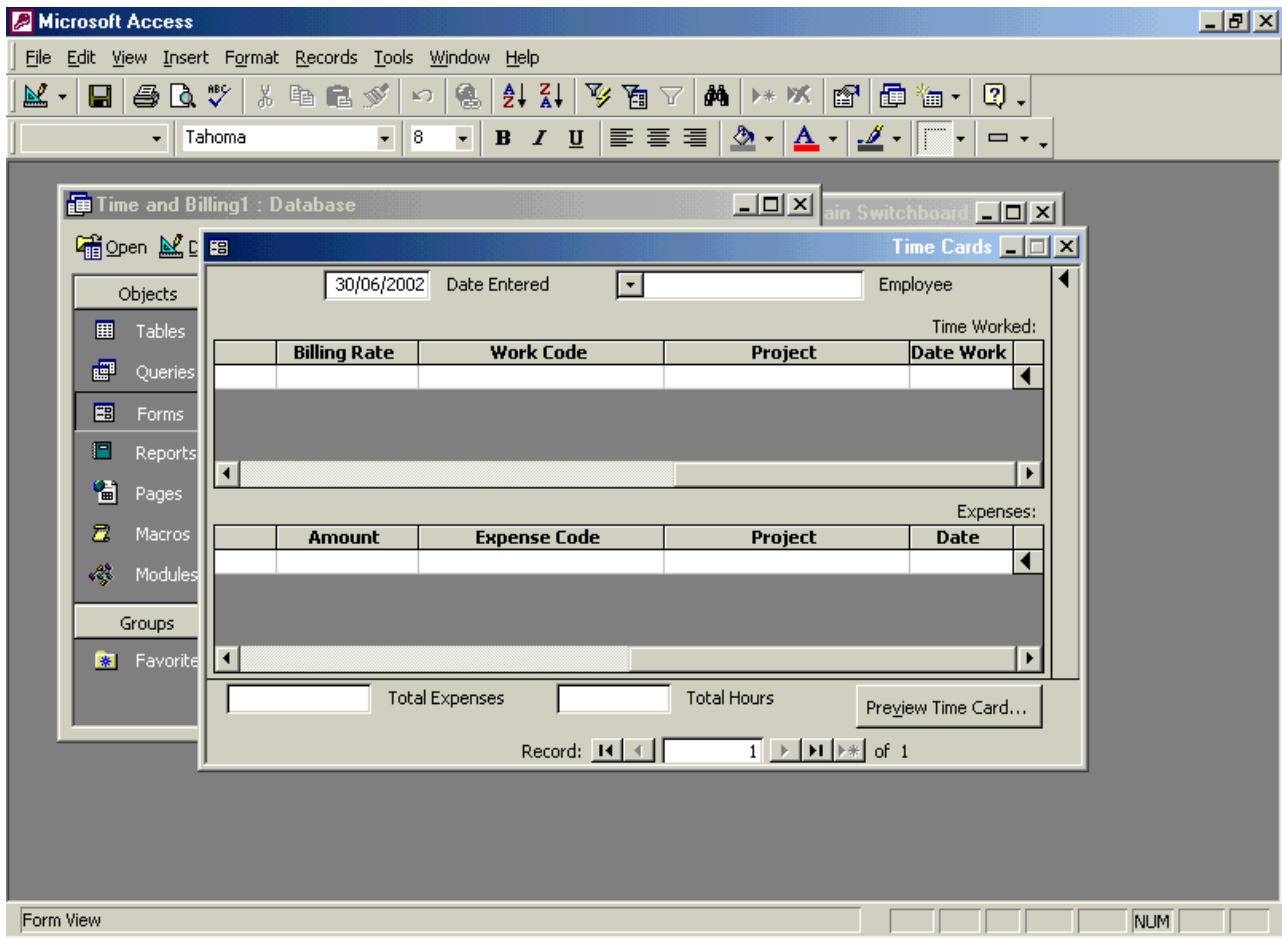 Microsoft Access
File Edit View Insert Format Records Tools Window Help
Tahoma 8 B I U A
Time and Billing1 : Database
ain Switchboard
Open D
Time Cards
Objects
Tables
Queries
Forms
Reports
Pages
Macros
Modules
Groups
Favorite
30/06/2002 Date Entered Employee
Time Worked:
Billing Rate Work Code Project Date Work
Expenses:
Amount Expense Code Project Date
Total Expenses Total Hours Preview Time Card...
Record: 1 of 1
Form View NUM